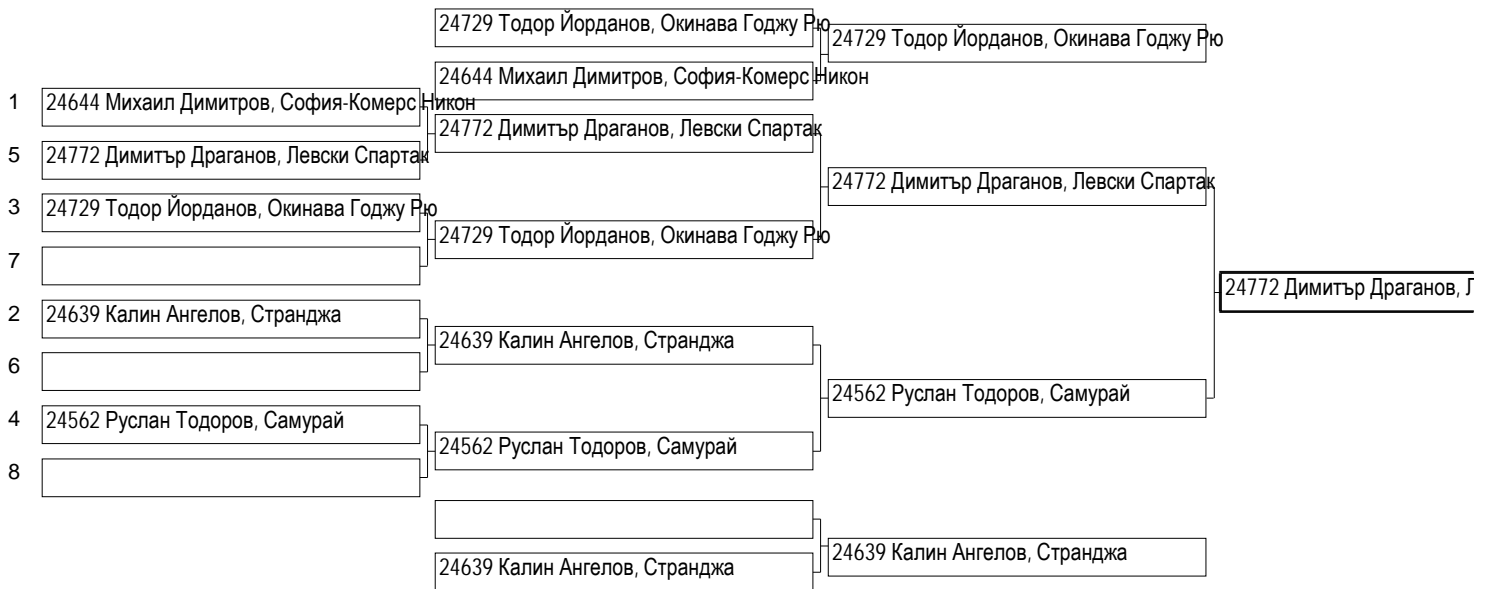 24729 Тодор Йорданов, Окинава Годжу Рю
24729 Тодор Йорданов, Окинава Годжу Рю
24644 Михаил Димитров, София-Комерс Никон
1 24644 Михаил Димитров, София-Комерс Никон
24772 Димитър Драганов, Левски Спартак
5 24772 Димитър Драганов, Левски Спартак
24772 Димитър Драганов, Левски Спартак
3 24729 Тодор Йорданов, Окинава Годжу Рю
24729 Тодор Йорданов, Окинава Годжу Рю
7
24772 Димитър Драганов, Л
2 24639 Калин Ангелов, Странджа
24639 Калин Ангелов, Странджа
6
24562 Руслан Тодоров, Самурай
4 24562 Руслан Тодоров, Самурай
24562 Руслан Тодоров, Самурай
8
24639 Калин Ангелов, Странджа
24639 Калин Ангелов, Странджа